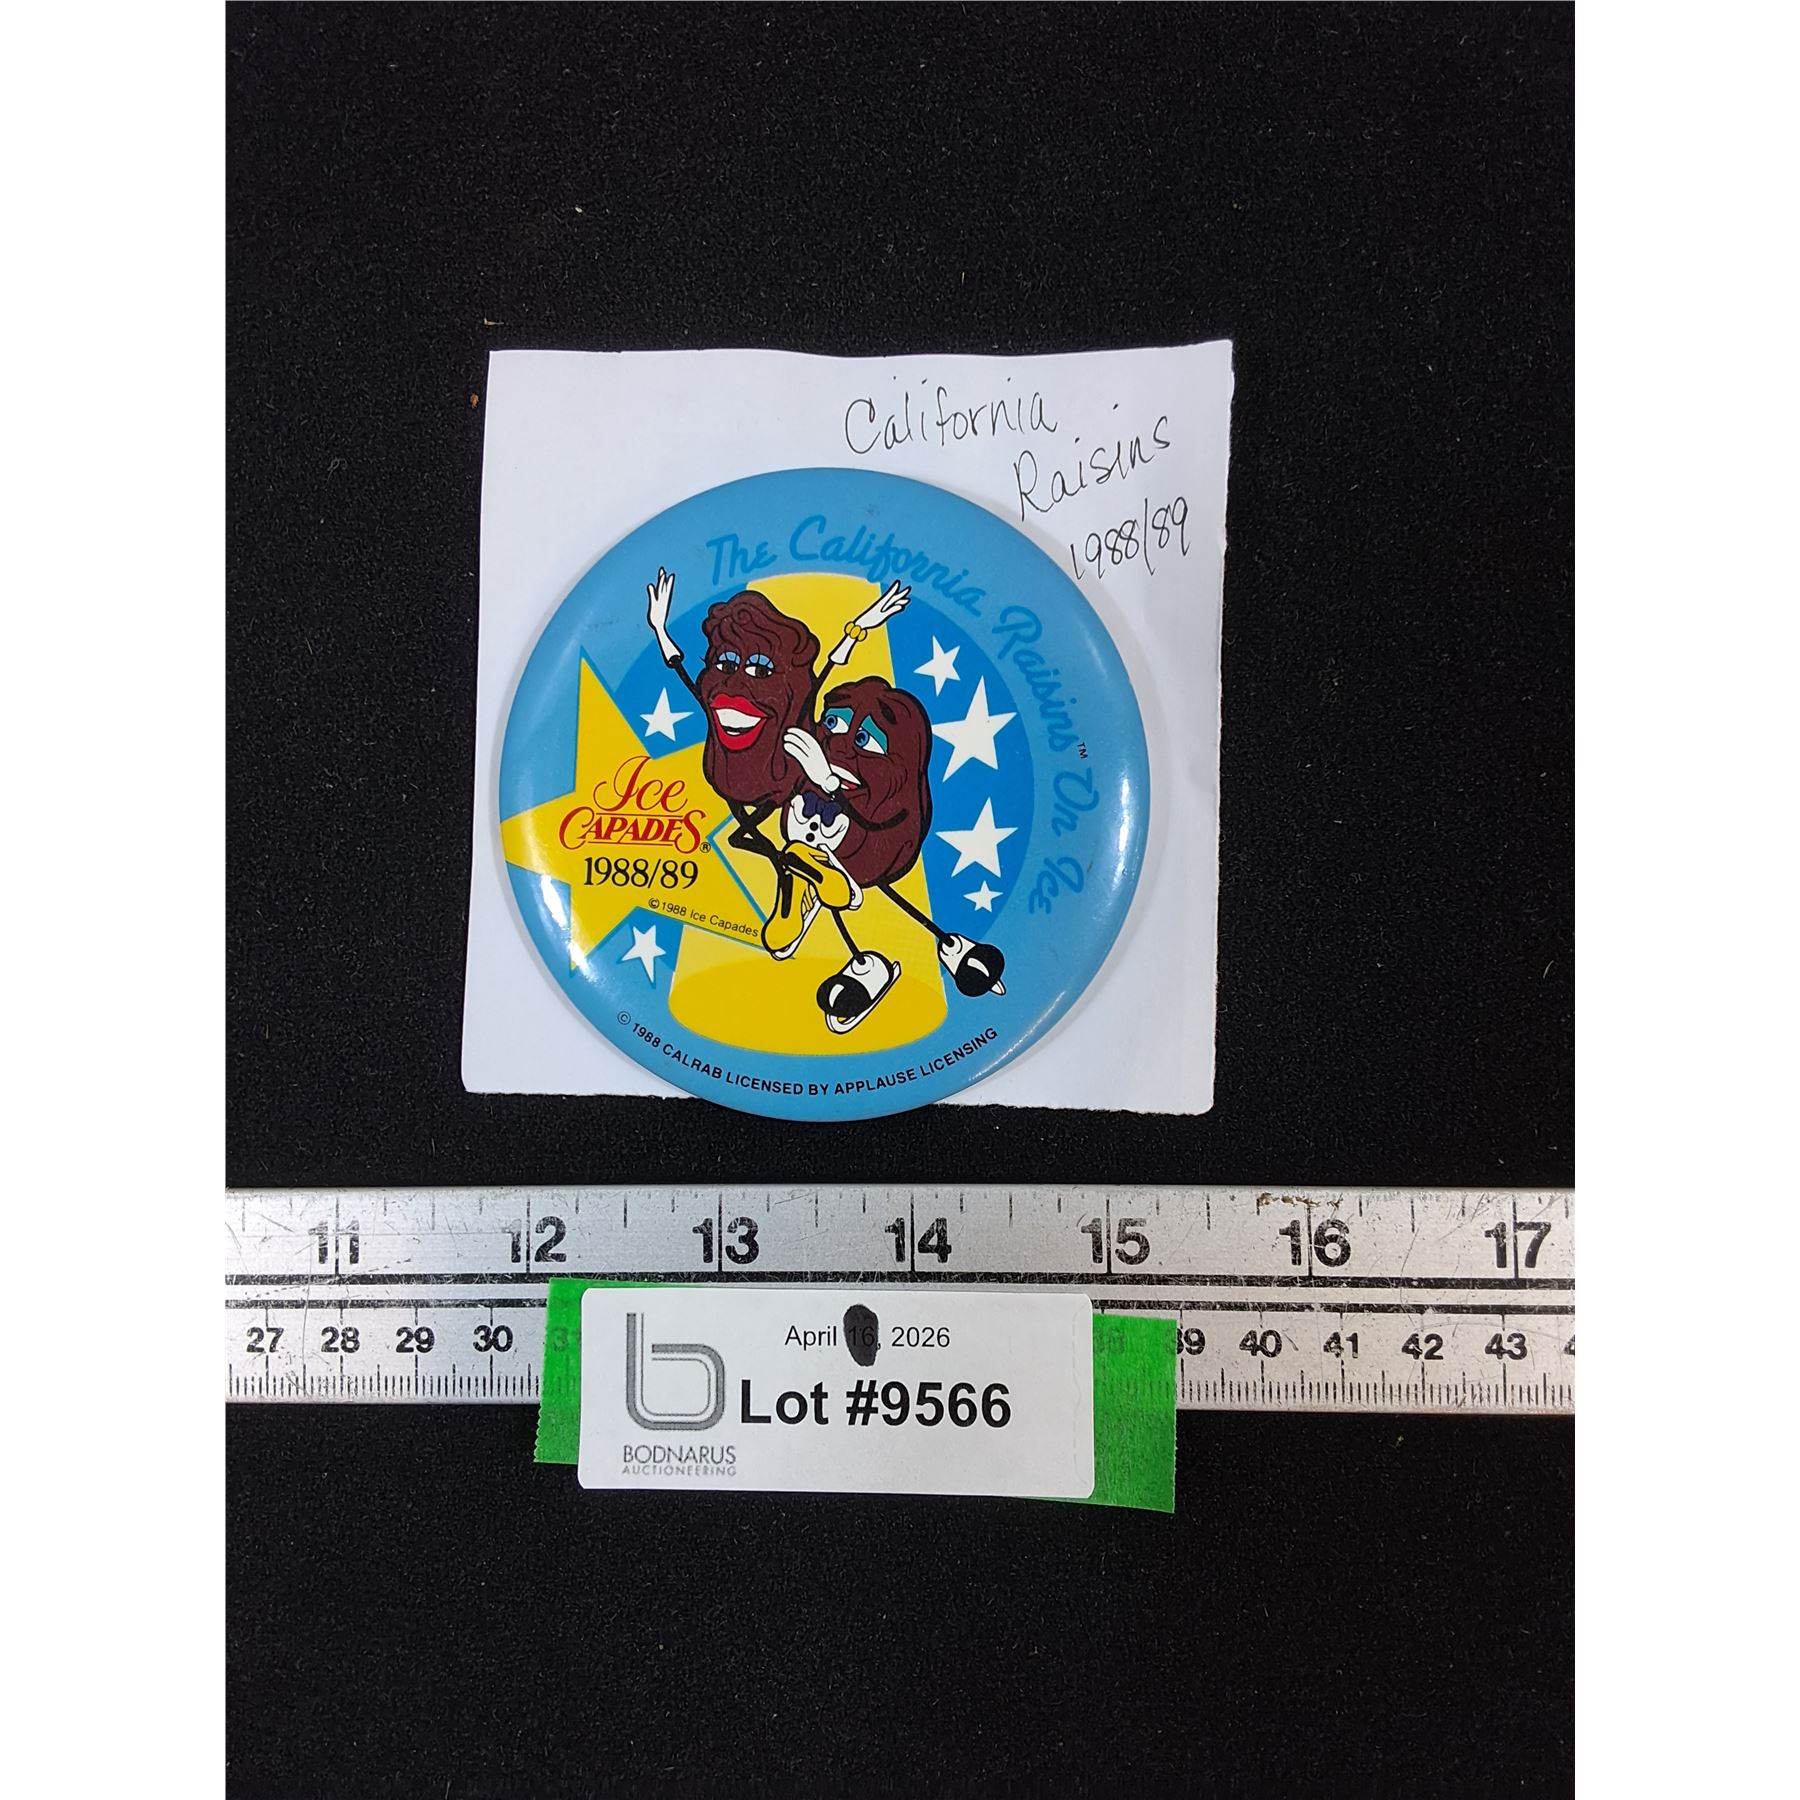 California
Raisins
1988/89
The California Raisins™ On Ice
Ice
CAPADES®
1988/89
©1988 Ice Capades
© 1988 CALRAB LICENSED BY APPLAUSE LICENSING
11 12 13 14 15 16 17
27 28 29 30 39 40 41 42 43
April 16, 2026
Lot #9566
b
BODNARUS
AUCTIONEERING